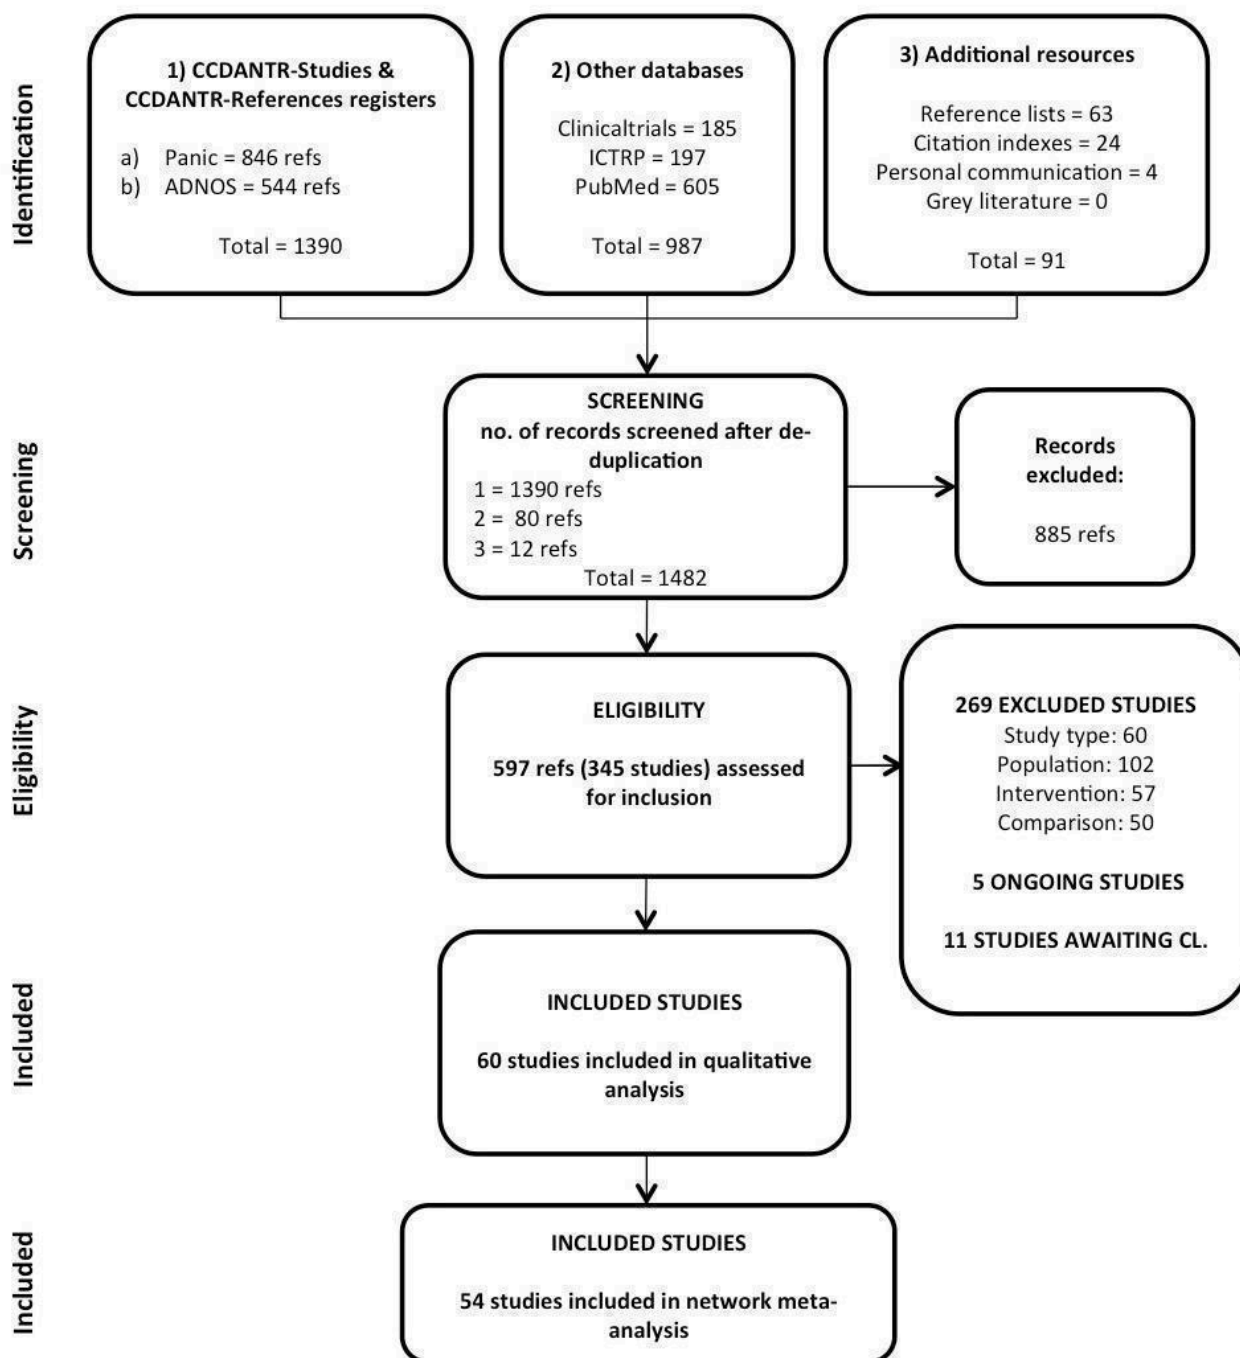 Identification
1) CCDANTR-Studies &
CCDANTR-References registers
a) Panic = 846 refs
b) ADNOS = 544 refs
Total = 1390
2) Other databases
Clinicaltrials = 185
ICTRP = 197
PubMed = 605
Total = 987
3) Additional resources
Reference lists = 63
Citation indexes = 24
Personal communication = 4
Grey literature = 0
Total = 91
Screening
SCREENING
no. of records screened after de-
duplication
1 = 1390 refs
2 = 80 refs
3 = 12 refs
Total = 1482
Records
excluded:
885 refs
Eligibility
ELIGIBILITY
597 refs (345 studies) assessed
for inclusion
269 EXCLUDED STUDIES
Study type: 60
Population: 102
Intervention: 57
Comparison: 50
5 ONGOING STUDIES
11 STUDIES AWAITING CL.
Included
INCLUDED STUDIES
60 studies included in qualitative
analysis
Included
INCLUDED STUDIES
54 studies included in network meta-
analysis